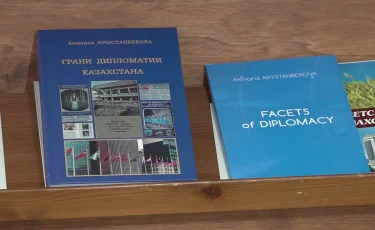 Акмарал АРЫСТАНБЕКОВА
ГРАНИ ДИПЛОМАТИИ
КАЗАХСТАНА
Akmaral ARYSTANBEKOVA
FACETS
of DIPLOMACY